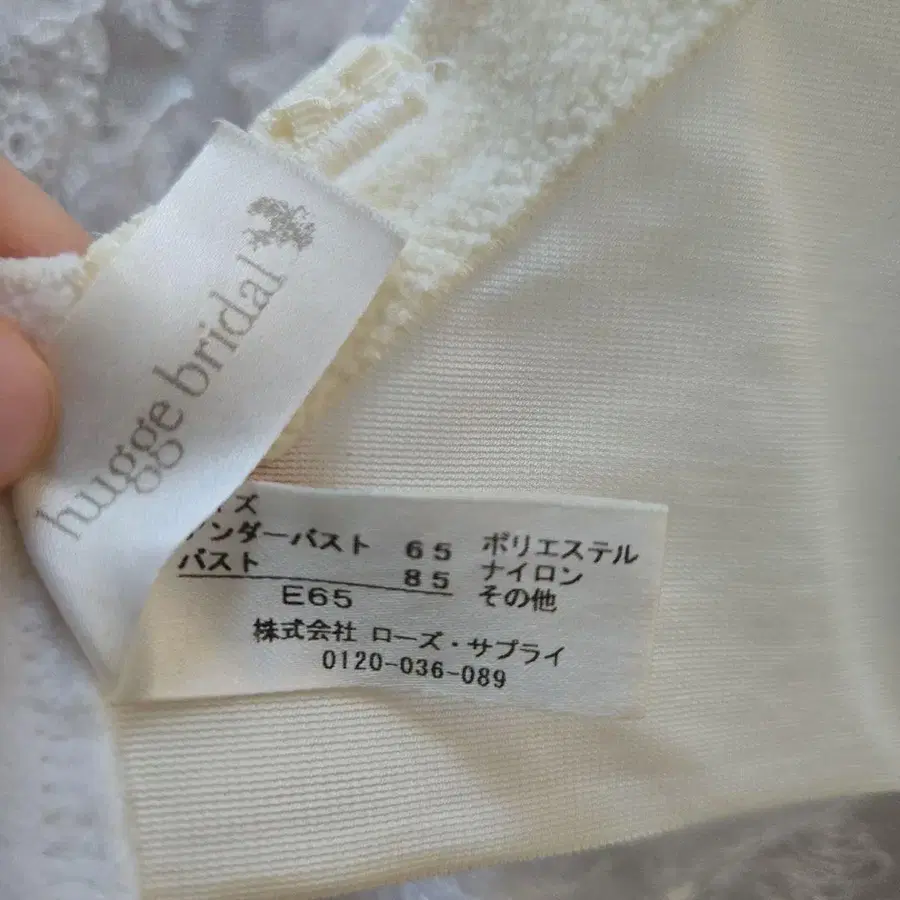 hugge bridal
イズ
アンダーバスト 65
バスト 85
E65
ポリエステル
ナイロン
その他
株式会社 ローズ・サプライ
0120-036-089